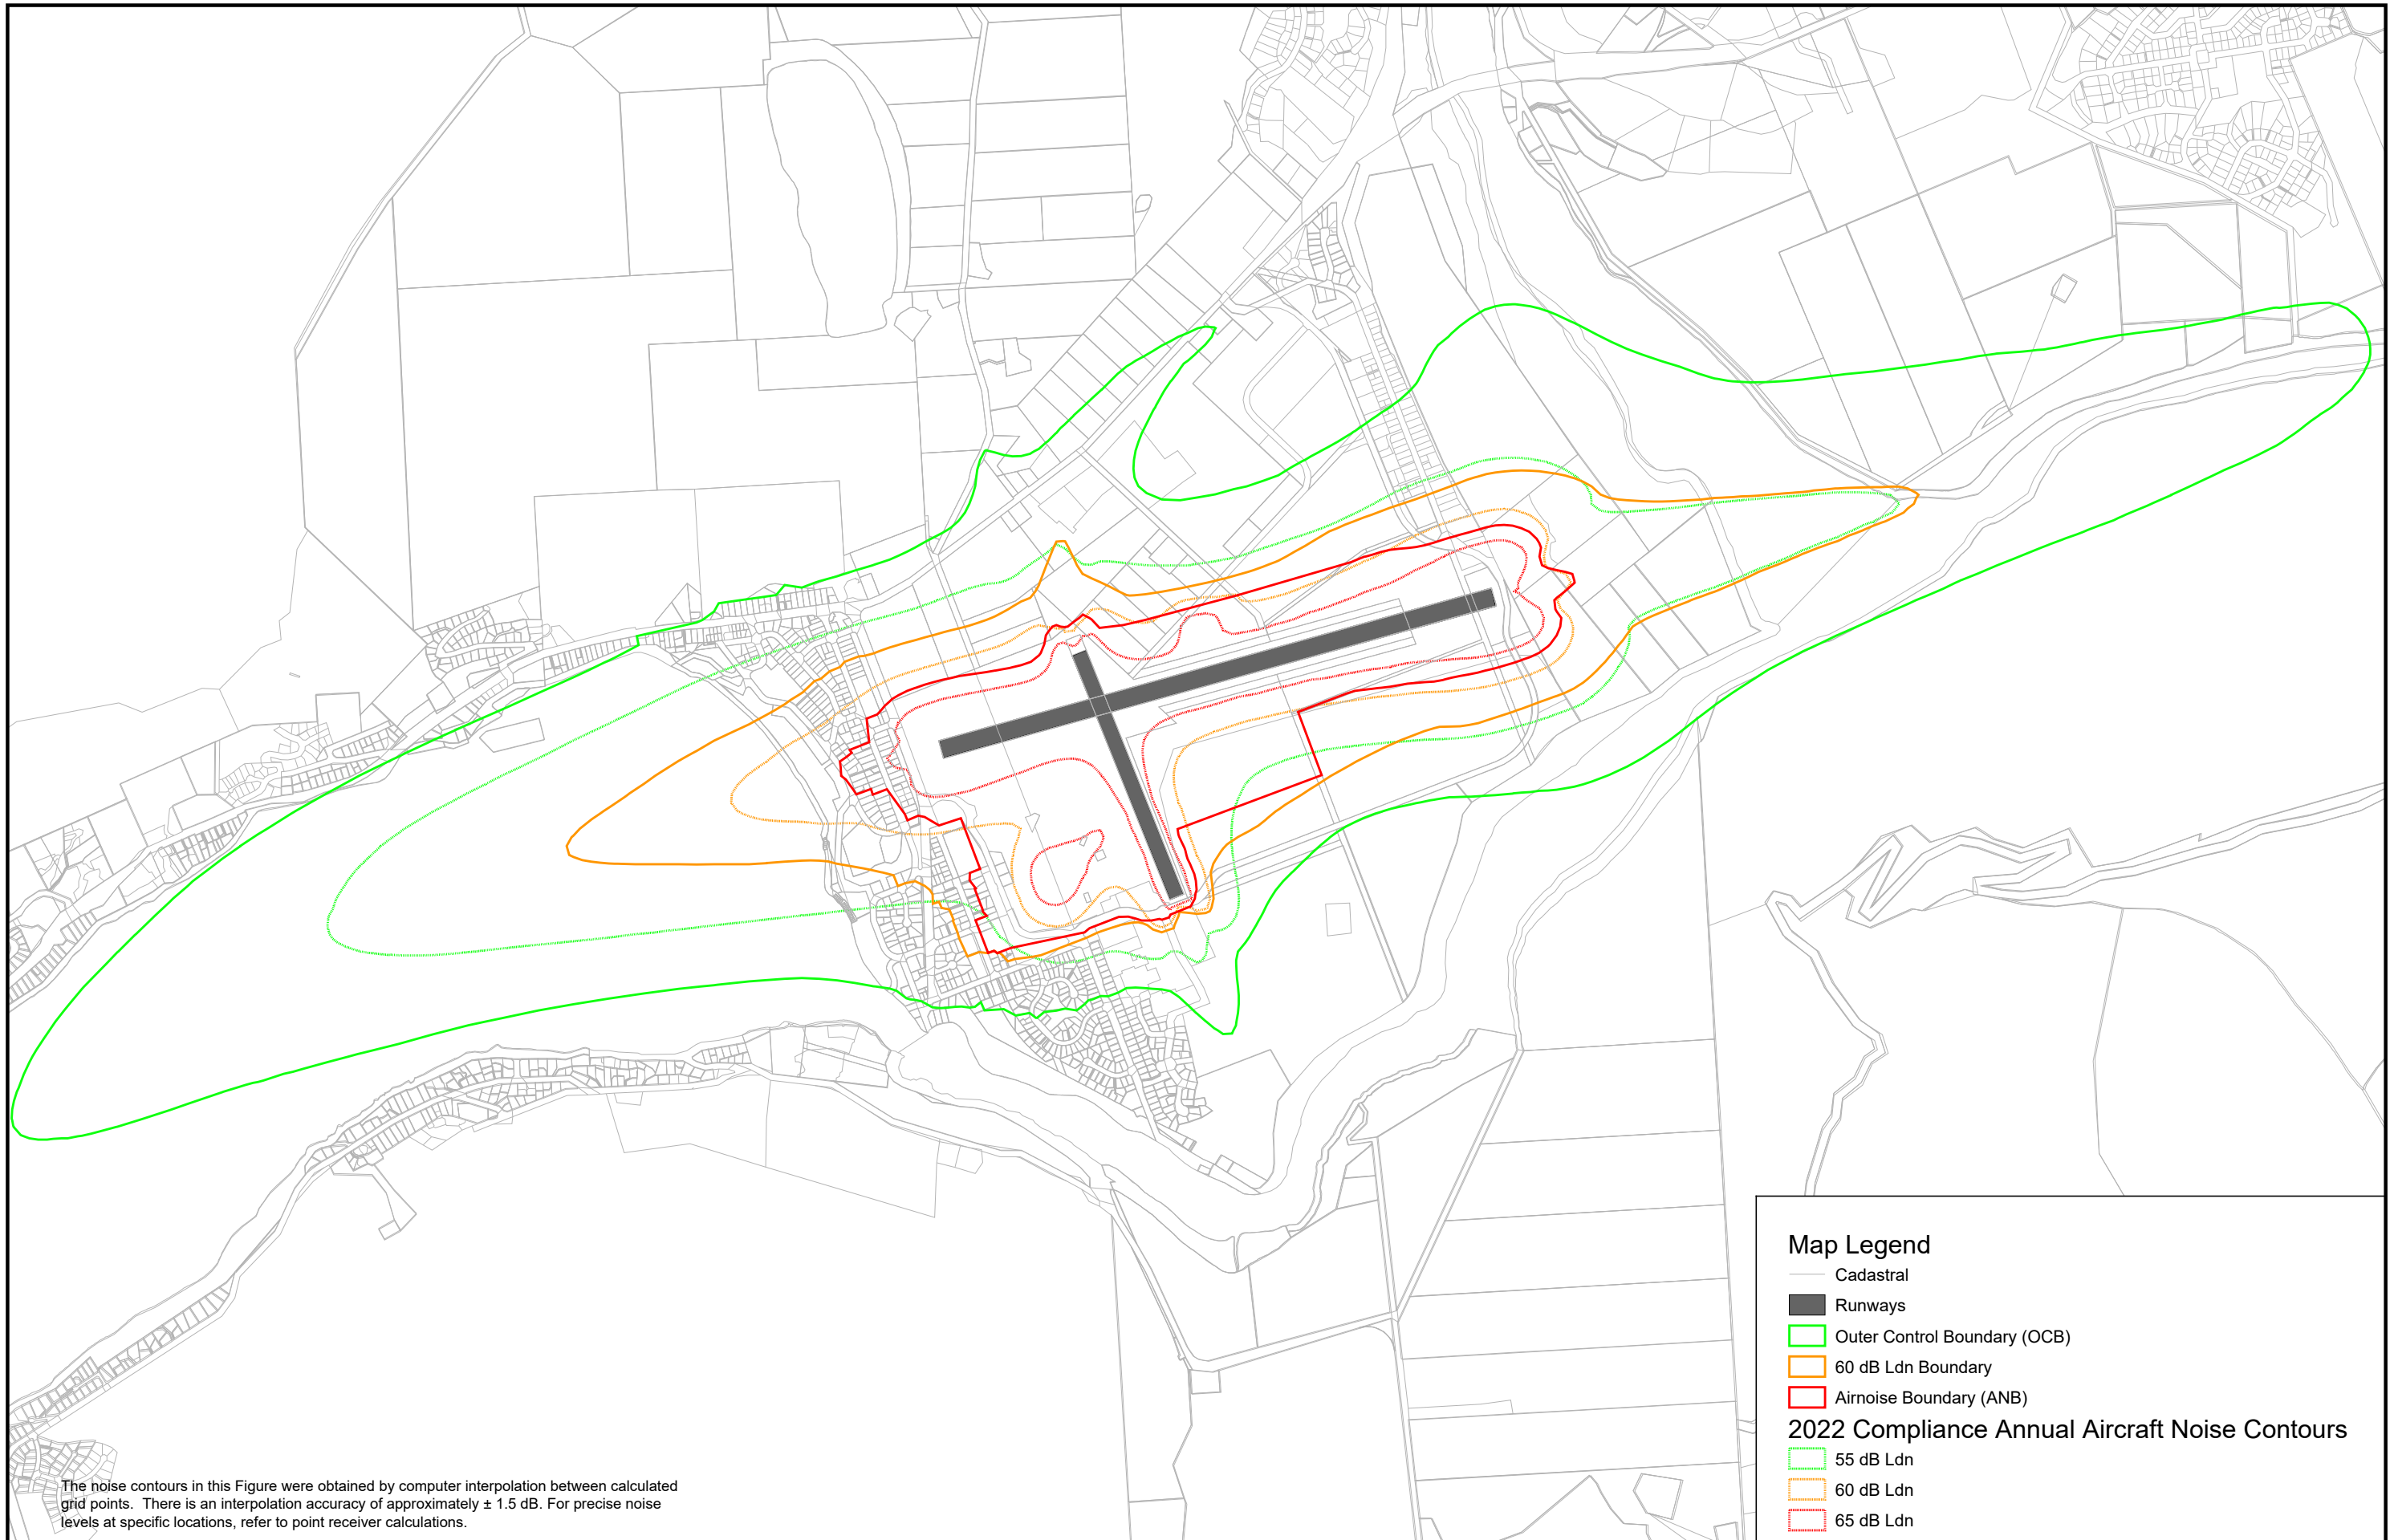 Map Legend
Cadastral
Runways
Outer Control Boundary (OCB)
60 dB Ldn Boundary
Airnoise Boundary (ANB)
2022 Compliance Annual Aircraft Noise Contours
55 dB Ldn
60 dB Ldn
65 dB Ldn
The noise contours in this Figure were obtained by computer interpolation between calculated
grid points.  There is an interpolation accuracy of approximately ± 1.5 dB. For precise noise
levels at specific locations, refer to point receiver calculations.